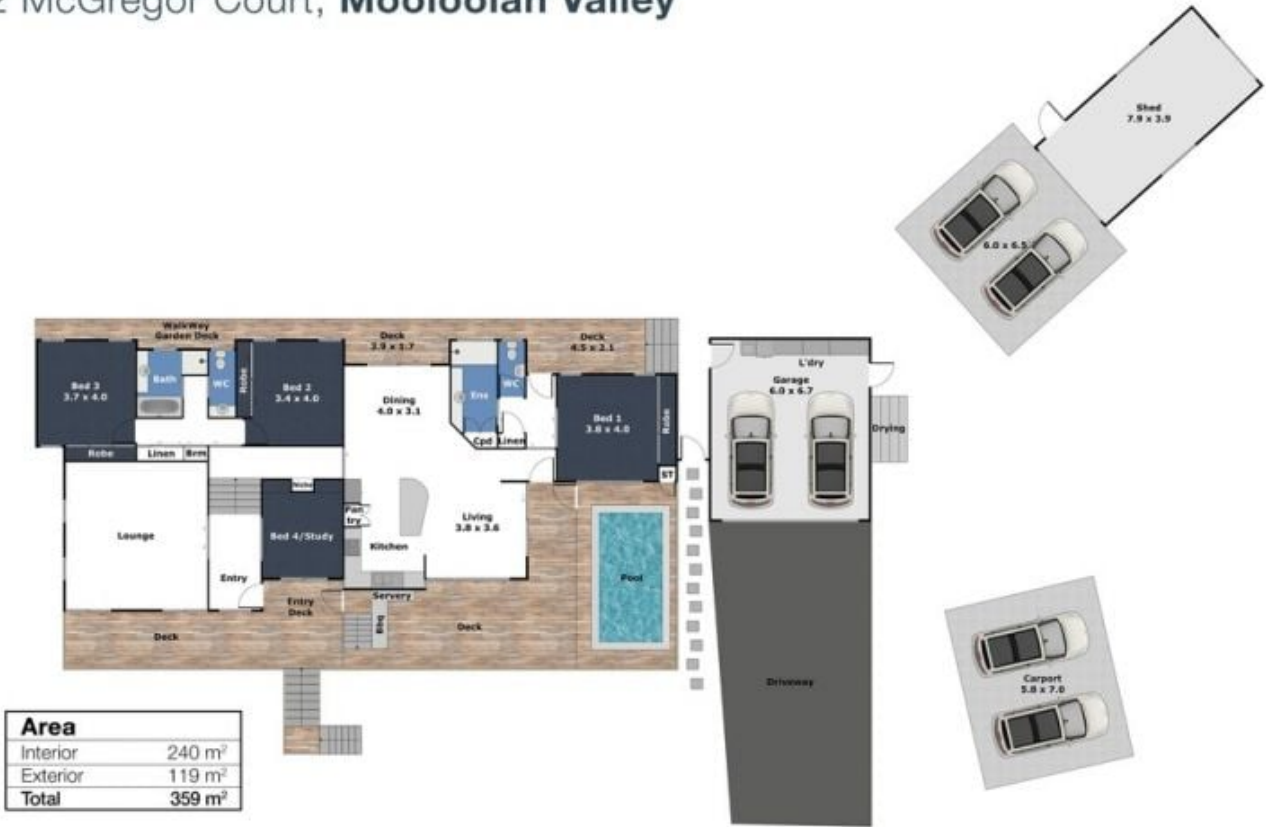 2 McGregor Court, Mooloolah Valley
Shed
7.9 x 3.9
6.0 x 6.5
WalkWay
Garden Deck
Deck
3.9 x 1.7
Deck
4.5 x 2.1
Bed 3
3.7 x 4.0
Bath
WC
Robe
Bed 2
3.4 x 4.0
Dining
4.0 x 3.1
Ens
WC
Cpd
Linen
Bed 1
3.8 x 4.0
Robe
L'dry
Garage
6.0 x 6.7
Drying
Robe
Linen
Brm
ST
Niche
Lounge
Entry
Bed 4/Study
Pan
try
Kitchen
Living
3.8 x 3.6
Pool
Servery
Entry
Deck
Bbq
Deck
Deck
Driveway
Carport
5.8 x 7.0
Area
Interior 240 m²
Exterior 119 m²
Total 359 m²